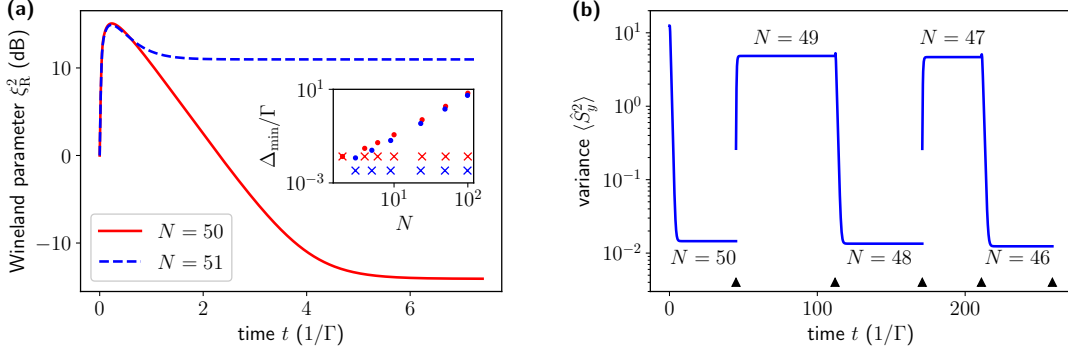 (a)
Wineland parameter ξ²_R (dB)
10
0
−10
0
2
4
6
time t (1/Γ)
N = 50
N = 51
Δ_min/Γ
10¹
10⁻³
10¹
10²
N
(b)
variance ⟨Ŝ²_y⟩
10¹
10⁰
10⁻¹
10⁻²
0
100
200
time t (1/Γ)
N = 49
N = 47
N = 50
N = 48
N = 46